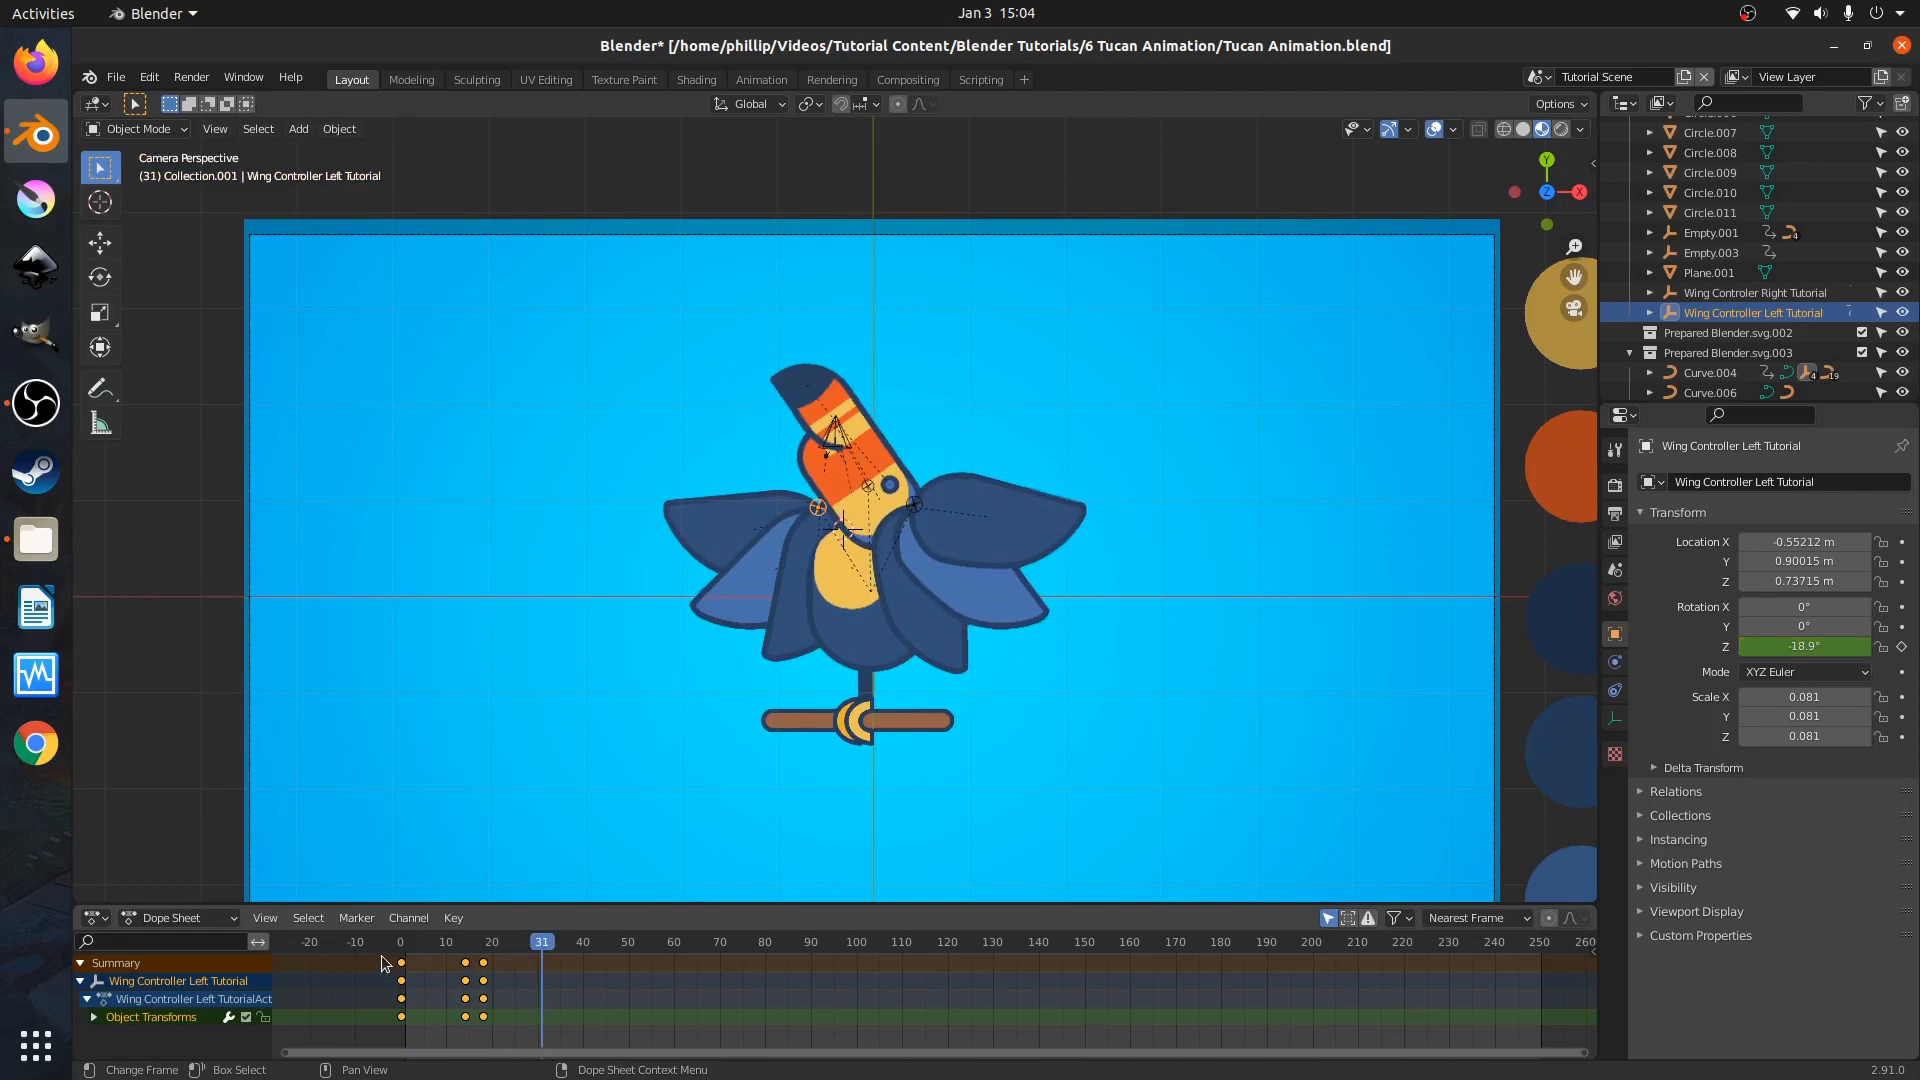 Activities
Blender
Jan 3 15:04
Blender* [/home/phillip/Videos/Tutorial Content/Blender Tutorials/6 Tucan Animation/Tucan Animation.blend]
File Edit Render Window Help
Layout Modeling Sculpting UV Editing Texture Paint Shading Animation Rendering Compositing Scripting +
Tutorial Scene
View Layer
Global
Options
Object Mode View Select Add Object
Camera Perspective
(31) Collection.001 | Wing Controller Left Tutorial
Y
Z
X
Circle.007
Circle.008
Circle.009
Circle.010
Circle.011
Empty.001 4
Empty.003
Plane.001
Wing Controler Right Tutorial
Wing Controller Left Tutorial
Prepared Blender.svg.002
Prepared Blender.svg.003
Curve.004 4 19
Curve.006
Wing Controller Left Tutorial
Wing Controller Left Tutorial
Transform
Location X -0.55212 m
Y 0.90015 m
Z 0.73715 m
Rotation X 0°
Y 0°
Z -18.9°
Mode XYZ Euler
Scale X 0.081
Y 0.081
Z 0.081
Delta Transform
Relations
Collections
Instancing
Motion Paths
Visibility
Viewport Display
Custom Properties
Dope Sheet View Select Marker Channel Key
Nearest Frame
-20 -10 0 10 20 31 40 50 60 70 80 90 100 110 120 130 140 150 160 170 180 190 200 210 220 230 240 250 260
Summary
Wing Controller Left Tutorial
Wing Controller Left TutorialAct
Object Transforms
Change Frame Box Select Pan View Dope Sheet Context Menu 2.91.0